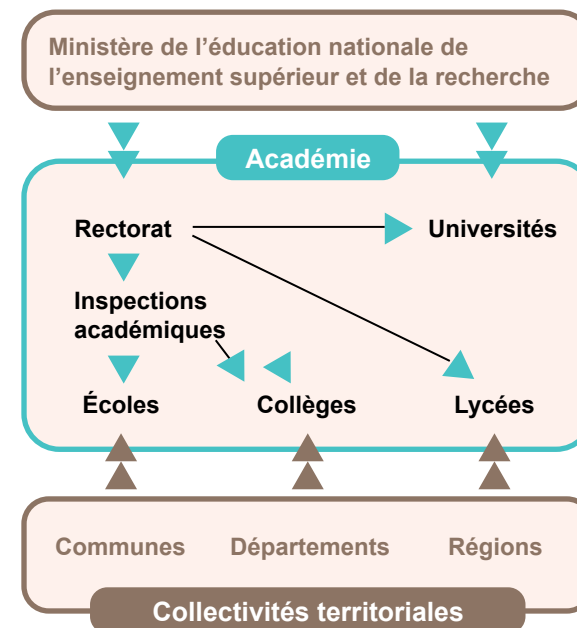 Ministère de l’éducation nationale de
l’enseignement supérieur et de la recherche
Académie
Rectorat
Universités
Inspections
académiques
Écoles
Collèges
Lycées
Communes
Départements
Régions
Collectivités territoriales